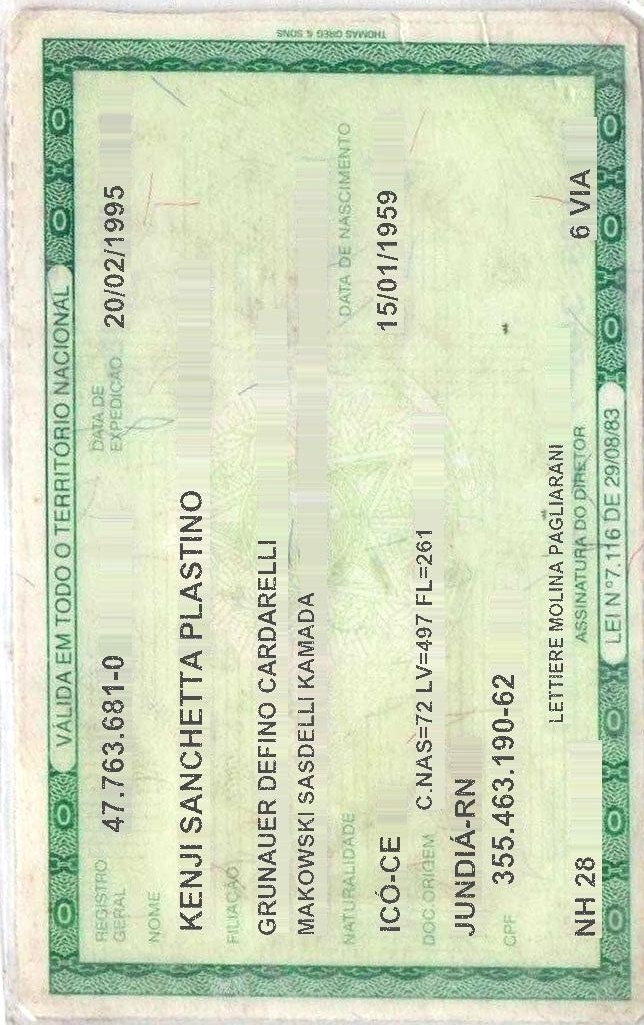 VÁLIDA EM TODO O TERRITÓRIO NACIONAL
REGISTRO GERAL 47.763.681-0 DATA DE EXPEDIÇÃO 20/02/1995
NOME
KENJI SANCHETTA PLASTINO
FILIAÇÃO
GRUNAUER DEFINO CARDARELLI
MAKOWSKI SASDELLI KAMADA
NATURALIDADE DATA DE NASCIMENTO
ICÓ-CE 15/01/1959
DOC.ORIGEM C.NAS=72 LV=497 FL=261
JUNDIÁ-RN
CPF 355.463.190-62
LETTIERE MOLINA PAGLIARANI
NH 28 ASSINATURA DO DIRETOR 6 VIA
LEI Nº 7.116 DE 29/08/83
THOMAS GREG & SONS